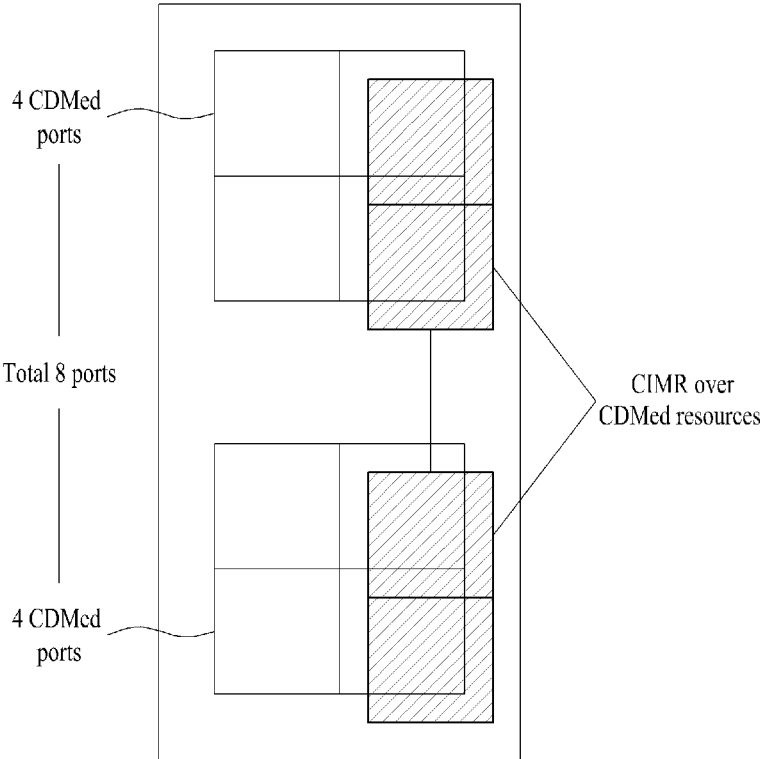 4 CDMed
ports
Total 8 ports
CIMR over
CDMed resources
4 CDMed
ports